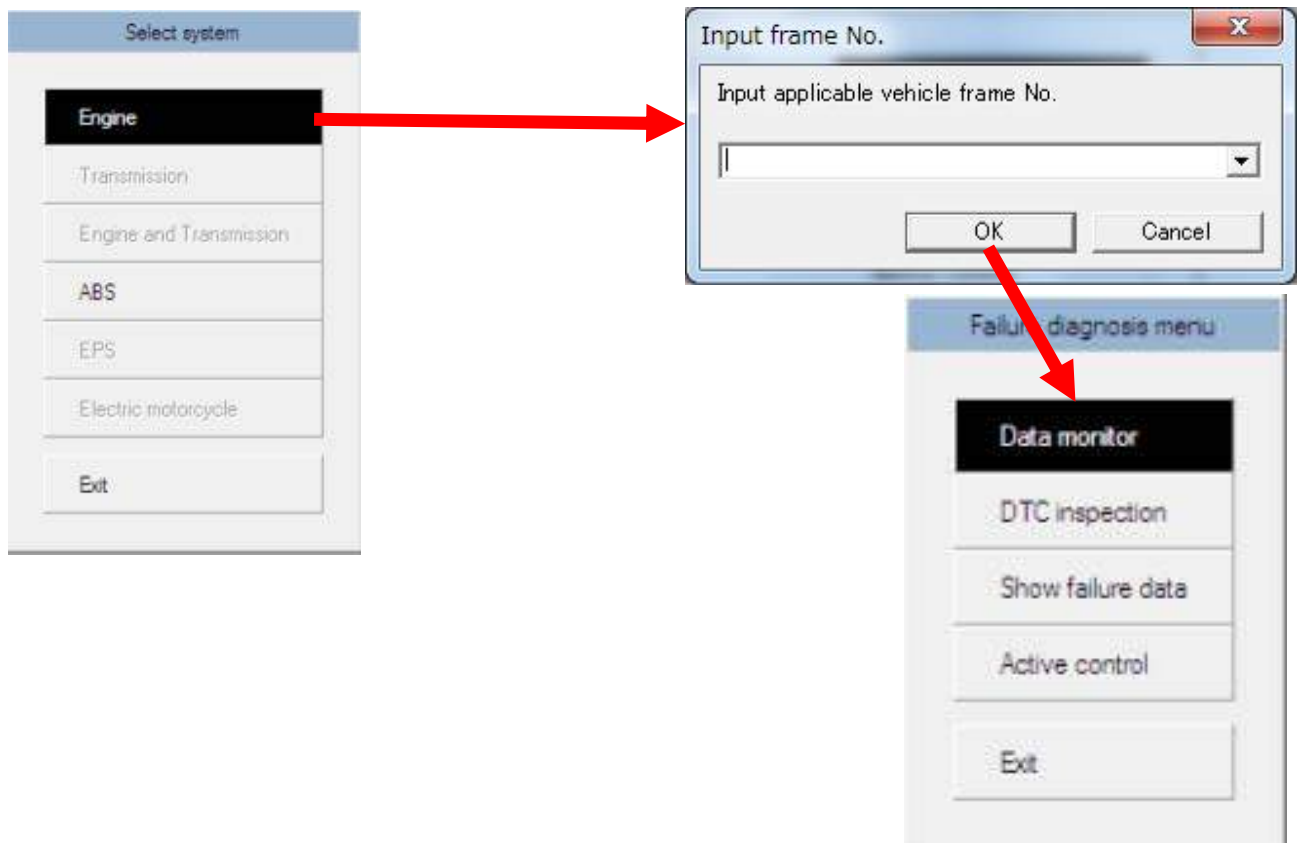 Select system
Engine
Transmission
Engine and Transmission
ABS
EPS
Electric motorcycle
Exit
Input frame No.
Input applicable vehicle frame No.
OK
Cancel
Failure diagnosis menu
Data monitor
DTC inspection
Show failure data
Active control
Exit